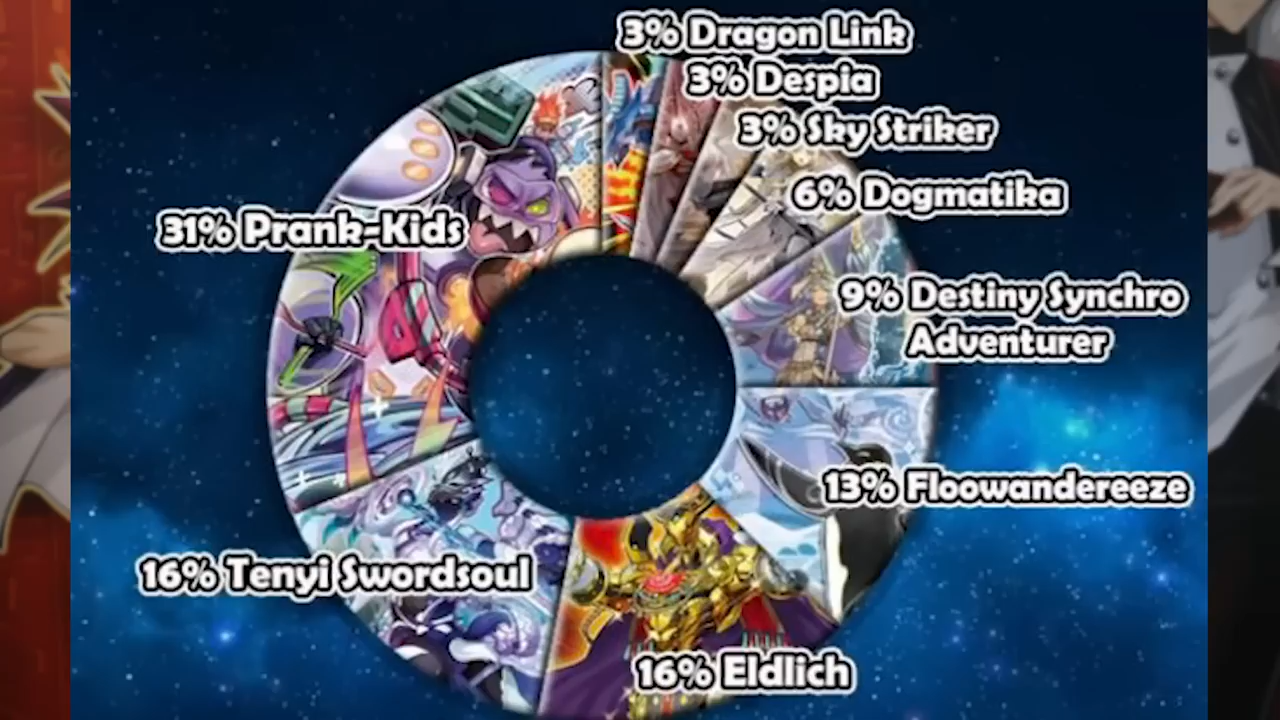 3% Dragon Link
3% Despia
3% Sky Striker
6% Dogmatika
31% Prank-Kids
9% Destiny Synchro
Adventurer
13% Floowandereeze
16% Tenyi Swordsoul
16% Eldlich